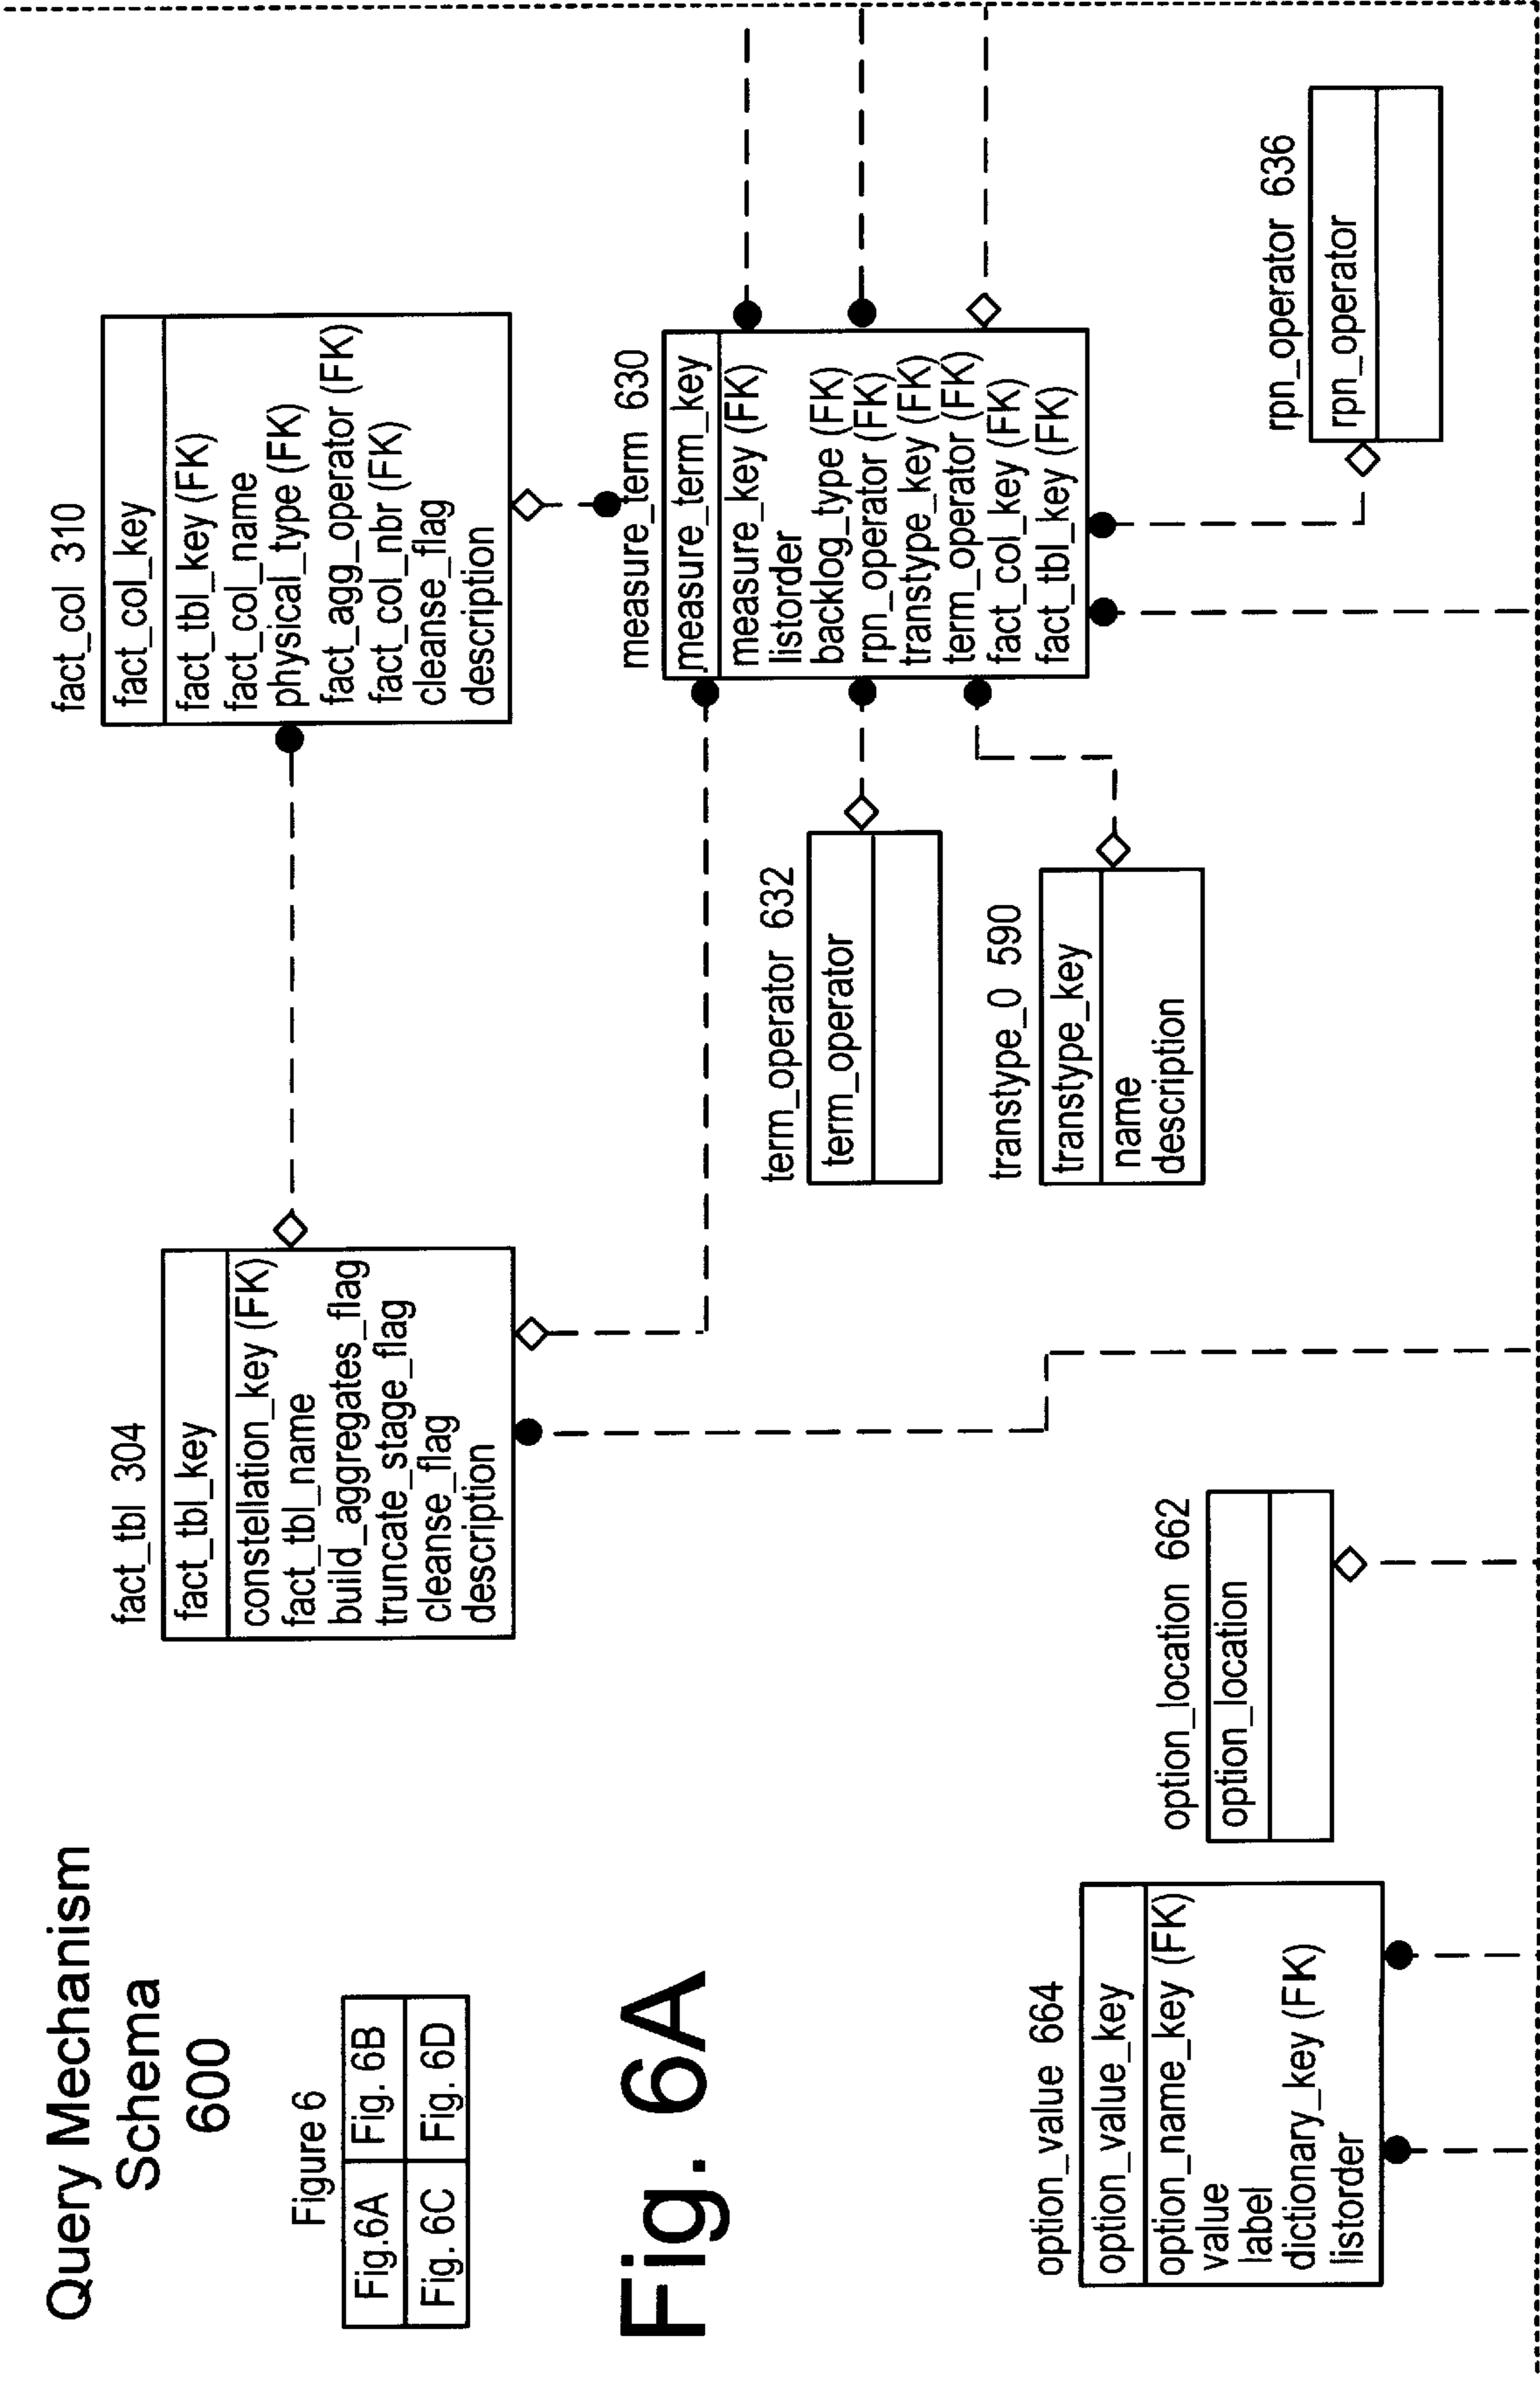 Query Mechanism
Schema
600
Figure 6
Fig.6A
Fig. 6B
Fig. 6C
Fig. 6D
Fig. 6A
fact_tbl 304
fact_tbl_key
constellation_key (FK)
fact_tbl_name
build_aggregates_flag
truncate_stage_flag
cleanse_flag
description
fact_col 310
fact_col_key
fact_tbl_key (FK)
fact_col_name
physical_type (FK)
fact_agg_operator (FK)
fact_col_nbr (FK)
cleanse_flag
description
measure_term 630
measure_term_key
measure_key (FK)
listorder
backlog_type (FK)
rpn_operator (FK)
transtype_key (FK)
term_operator (FK)
fact_col_key (FK)
fact_tbl_key (FK)
term_operator 632
term_operator
transtype_0 590
transtype_key
name
description
option_value 664
option_value_key
option_name_key (FK)
value
label
dictionary_key (FK)
listorder
option_location 662
option_location
rpn_operator 636
rpn_operator